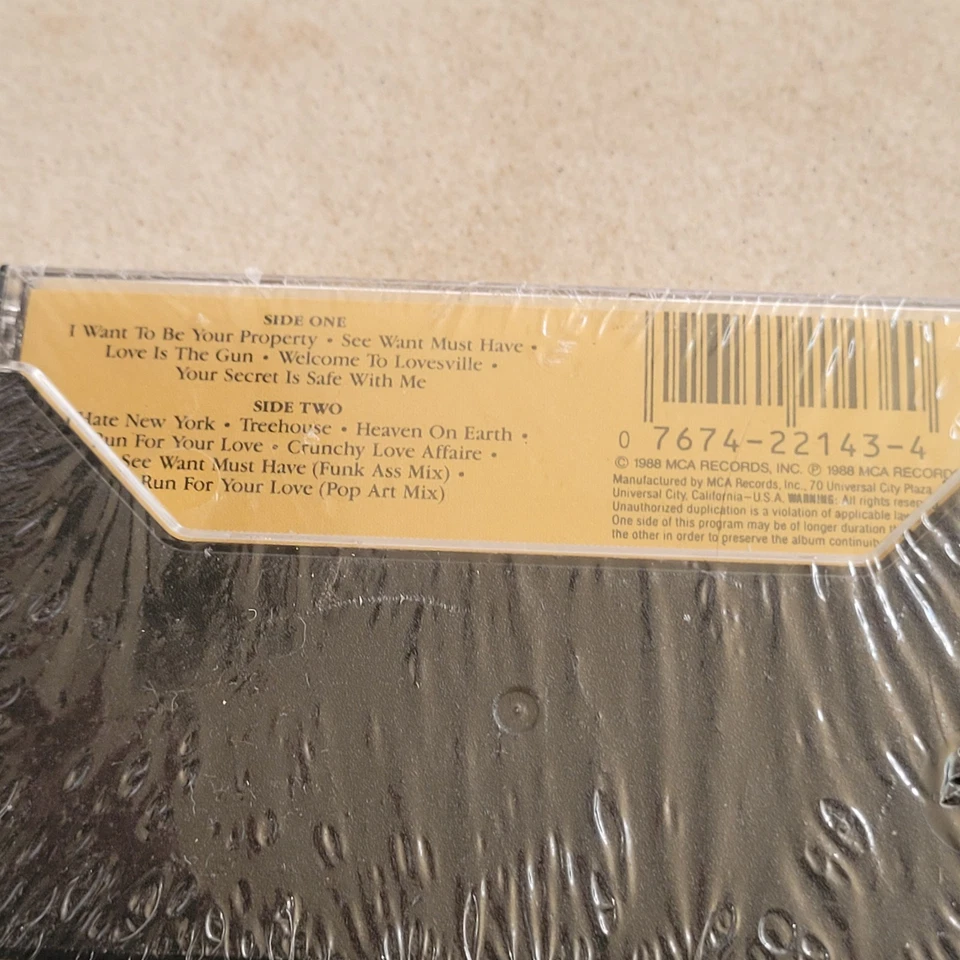 SIDE ONE
I Want To Be Your Property • See Want Must Have •
Love Is The Gun • Welcome To Lovesville •
Your Secret Is Safe With Me
SIDE TWO
Hate New York • Treehouse • Heaven On Earth •
Run For Your Love • Crunchy Love Affaire •
See Want Must Have (Funk Ass Mix) •
Run For Your Love (Pop Art Mix)
0 7674-22143-4
© 1988 MCA RECORDS, INC. ℗ 1988 MCA RECORDS
Manufactured by MCA Records, Inc., 70 Universal City Plaza
Universal City, California—U.S.A. WARNING: All rights
Unauthorized duplication is a violation of applicable
One side of this program may be of longer duration
the other in order to preserve the album